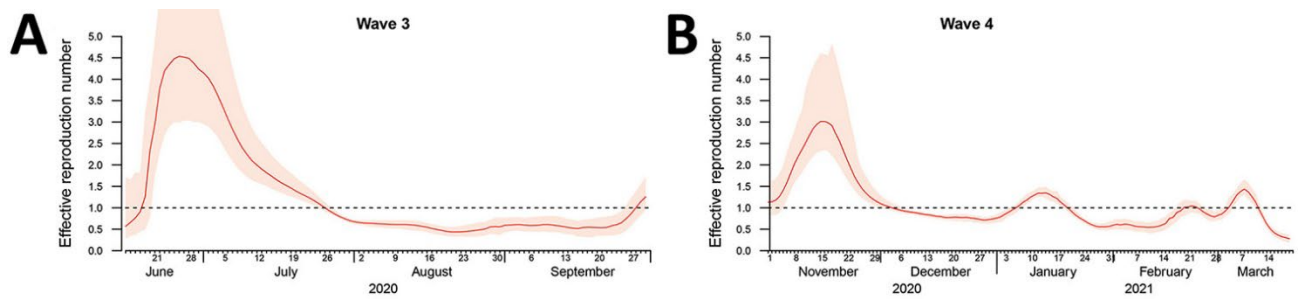 A
Wave 3
Effective reproduction number
5.0
4.5
4.0
3.5
3.0
2.5
2.0
1.5
1.0
0.5
0.0
21 28 5 12 19 26 2 9 16 23 30 6 13 20 27
June July August September
2020
B
Wave 4
Effective reproduction number
5.0
4.5
4.0
3.5
3.0
2.5
2.0
1.5
1.0
0.5
0.0
1 8 15 22 29 6 13 20 27 3 10 17 24 31 7 14 21 28 7 14
November December January February March
2020 2021